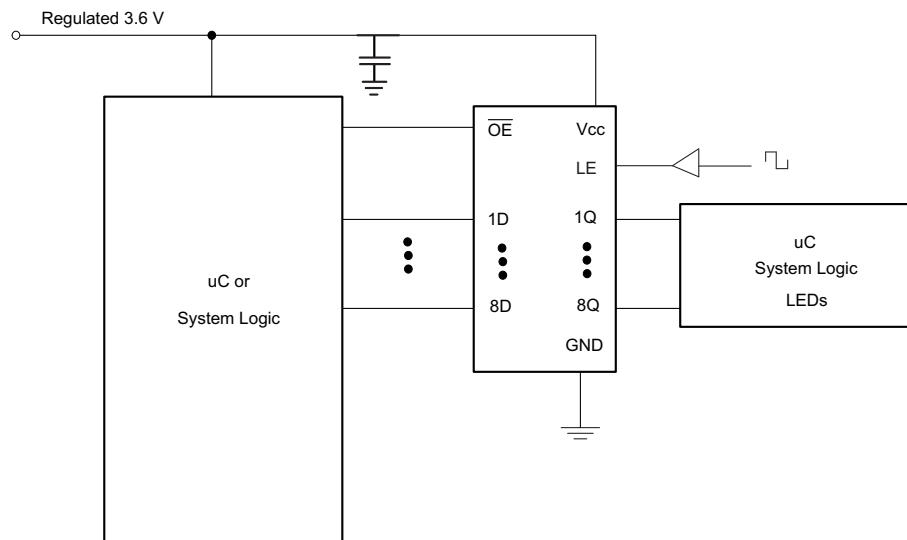 Regulated 3.6 V
OE
Vcc
LE
1D
1Q
uC or
System Logic
uC
System Logic
LEDs
8D
8Q
GND